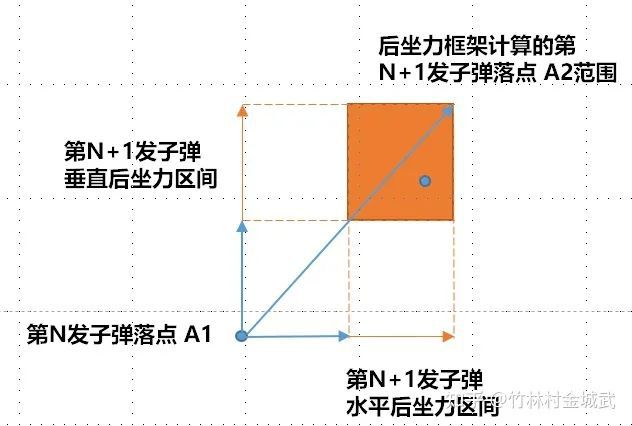 后坐力框架计算的第
N+1发子弹落点 A2范围
第N+1发子弹
垂直后坐力区间
第N发子弹落点 A1
第N+1发子弹
水平后坐力区间
知乎 @竹林村金城武